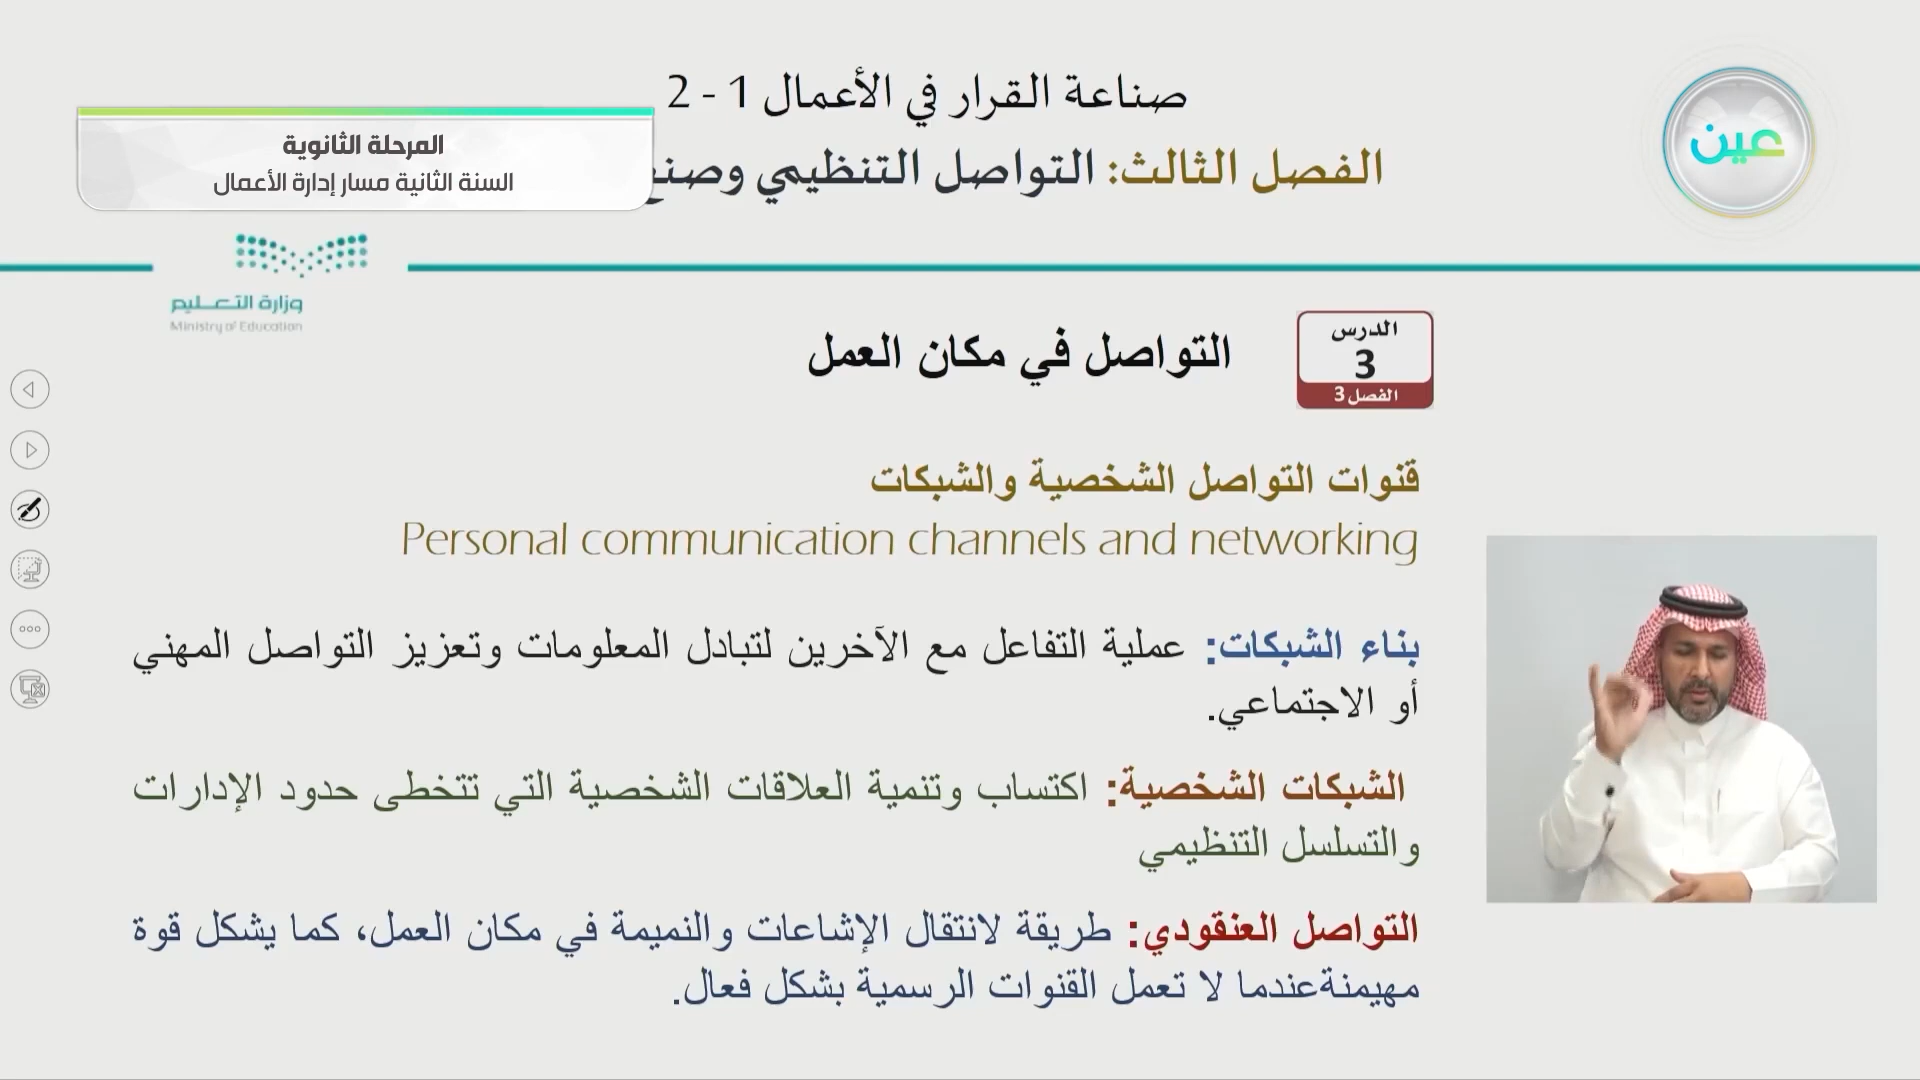 صناعة القرار في الأعمال 1 - 2
الفصل الثالث: التواصل التنظيمي
المرحلة الثانوية
السنة الثانية مسار إدارة الأعمال
عين
وزارة التعليم
Ministry of Education
الدرس
3
الفصل 3
التواصل في مكان العمل
قنوات التواصل الشخصية والشبكات
Personal communication channels and networking
بناء الشبكات: عملية التفاعل مع الآخرين لتبادل المعلومات وتعزيز التواصل المهني
أو الاجتماعي.
الشبكات الشخصية: اكتساب وتنمية العلاقات الشخصية التي تتخطى حدود الإدارات
والتسلسل التنظيمي
التواصل العنقودي: طريقة لانتقال الإشاعات والنميمة في مكان العمل، كما يشكل قوة
مهيمنةعندما لا تعمل القنوات الرسمية بشكل فعال.